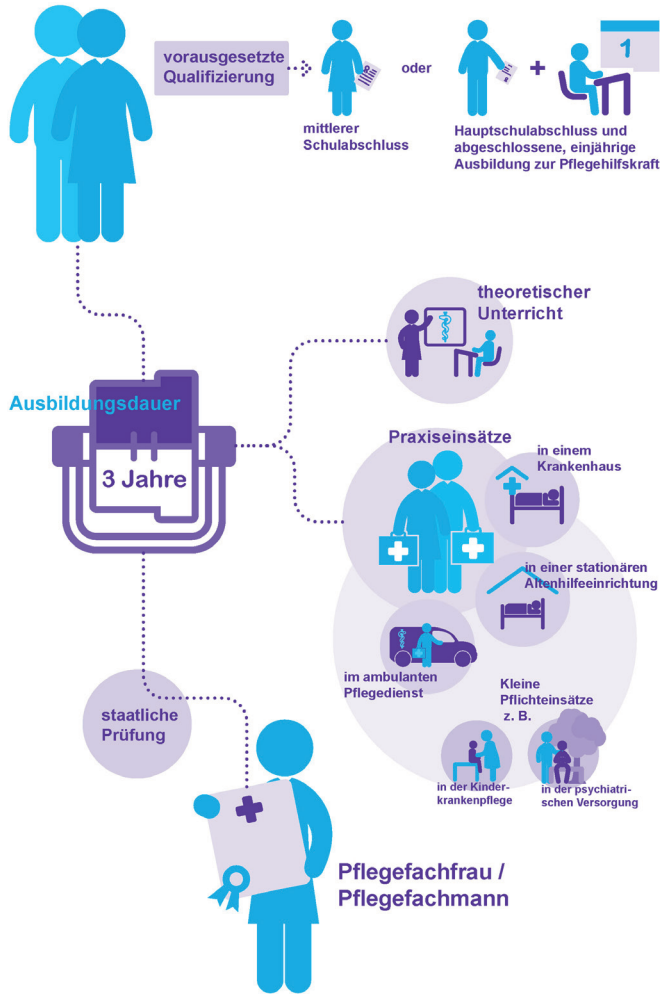 vorausgesetzte
Qualifizierung
mittlerer
Schulabschluss
oder
+
1
Hauptschulabschluss und
abgeschlossene, einjährige
Ausbildung zur Pflegehilfskraft
theoretischer
Unterricht
Ausbildungsdauer
3 Jahre
Praxiseinsätze
in einem
Krankenhaus
in einer stationären
Altenhilfeeinrichtung
im ambulanten
Pflegedienst
Kleine
Pflichteinsätze
z. B.
in der Kinder-
krankenpflege
in der psychiatri-
schen Versorgung
staatliche
Prüfung
Pflegefachfrau /
Pflegefachmann